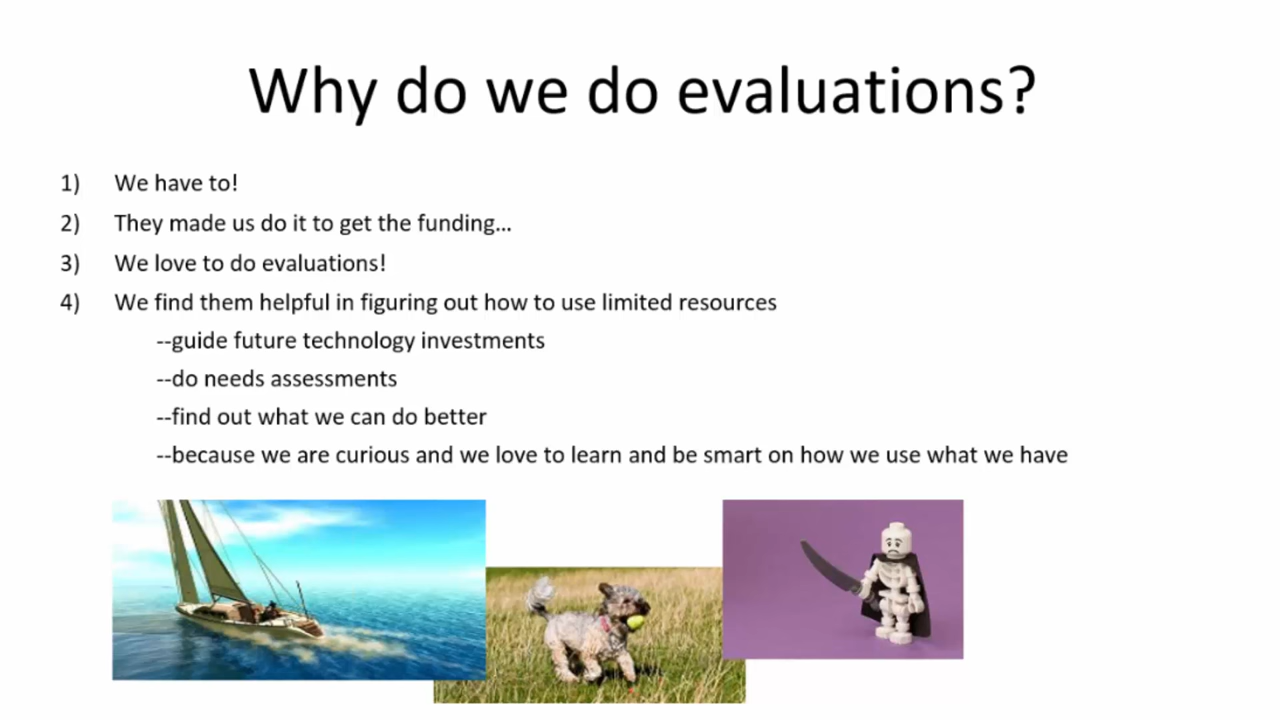 Why do we do evaluations?
1) We have to!
2) They made us do it to get the funding...
3) We love to do evaluations!
4) We find them helpful in figuring out how to use limited resources
--guide future technology investments
--do needs assessments
--find out what we can do better
--because we are curious and we love to learn and be smart on how we use what we have